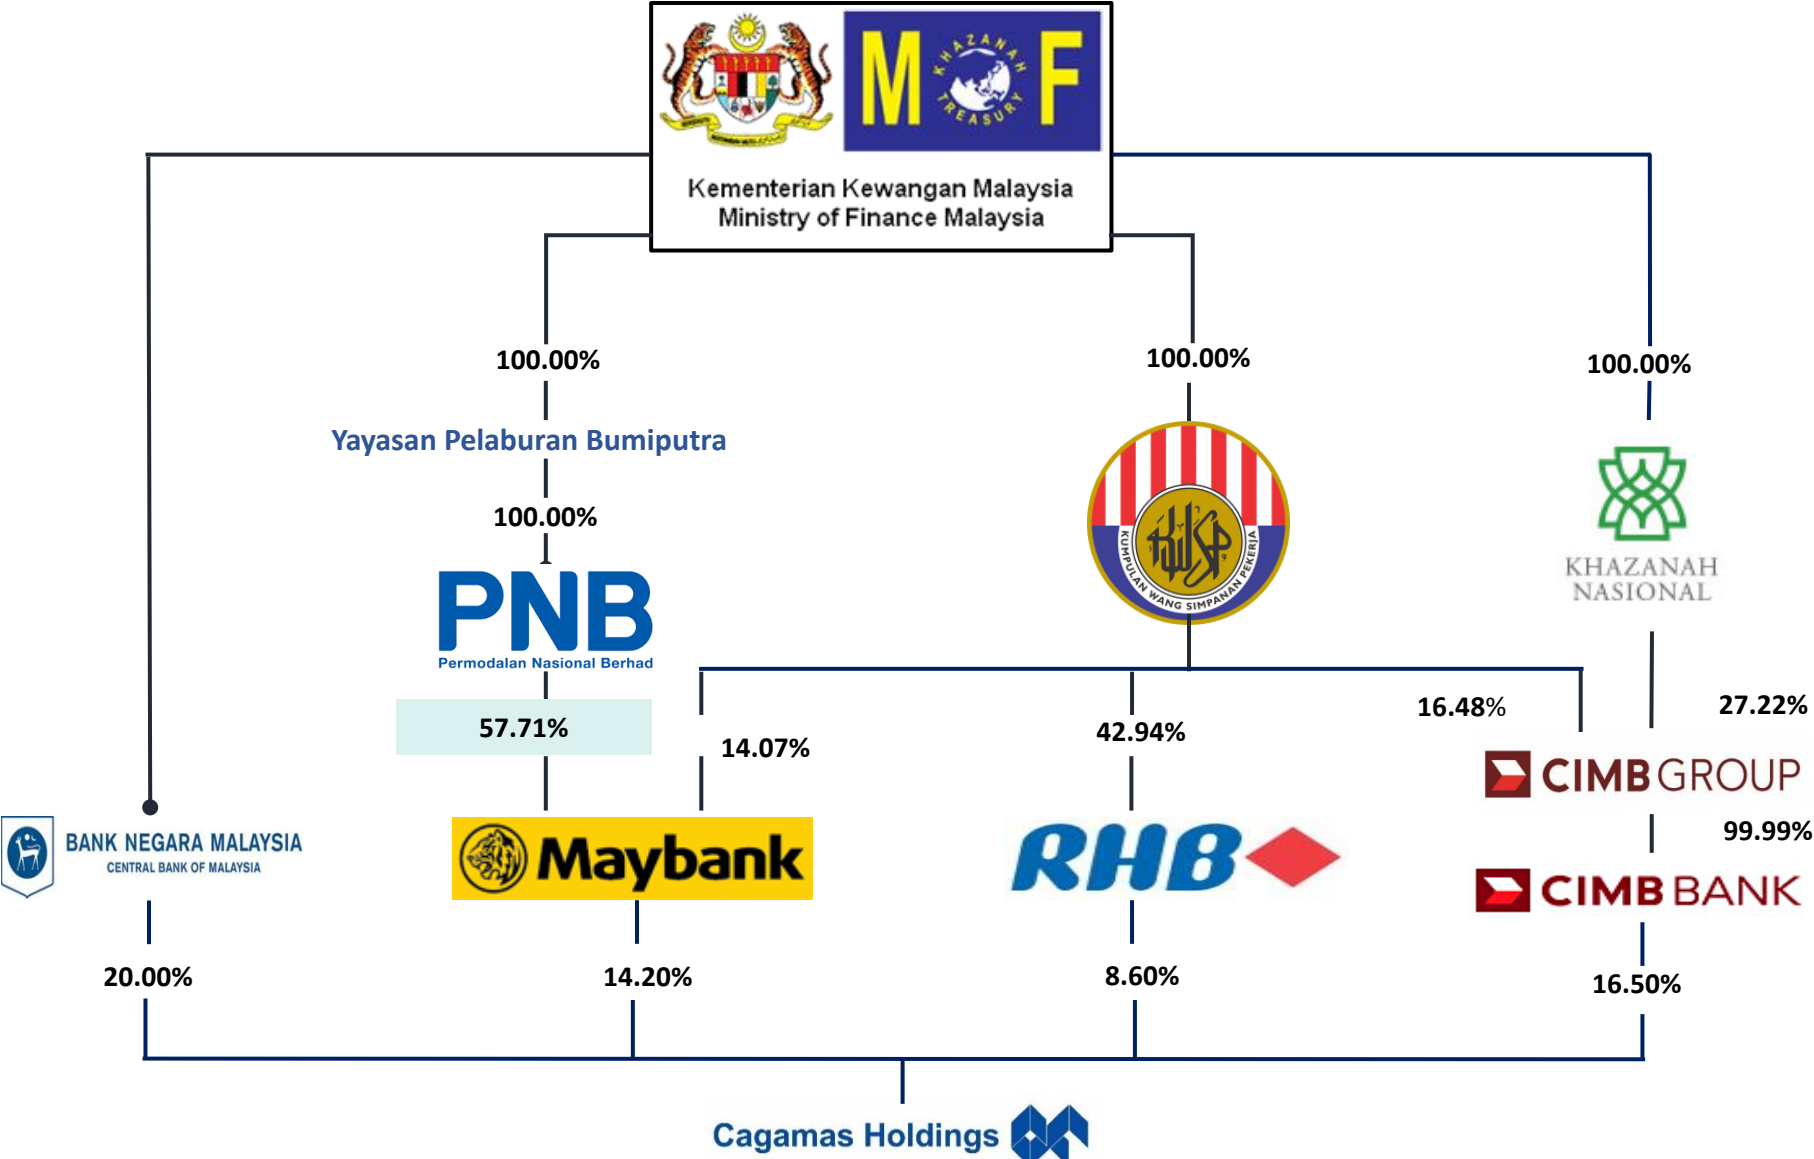 M F
KHAZANAH
TREASURY
Kementerian Kewangan Malaysia
Ministry of Finance Malaysia
100.00%
100.00%
100.00%
Yayasan Pelaburan Bumiputra
100.00%
PNB
Permodalan Nasional Berhad
KUMPULAN WANG SIMPANAN PEKERJA
KHAZANAH
NASIONAL
57.71%
14.07%
42.94%
16.48%
27.22%
CIMB GROUP
99.99%
BANK NEGARA MALAYSIA
CENTRAL BANK OF MALAYSIA
Maybank
RHB
CIMB BANK
20.00%
14.20%
8.60%
16.50%
Cagamas Holdings